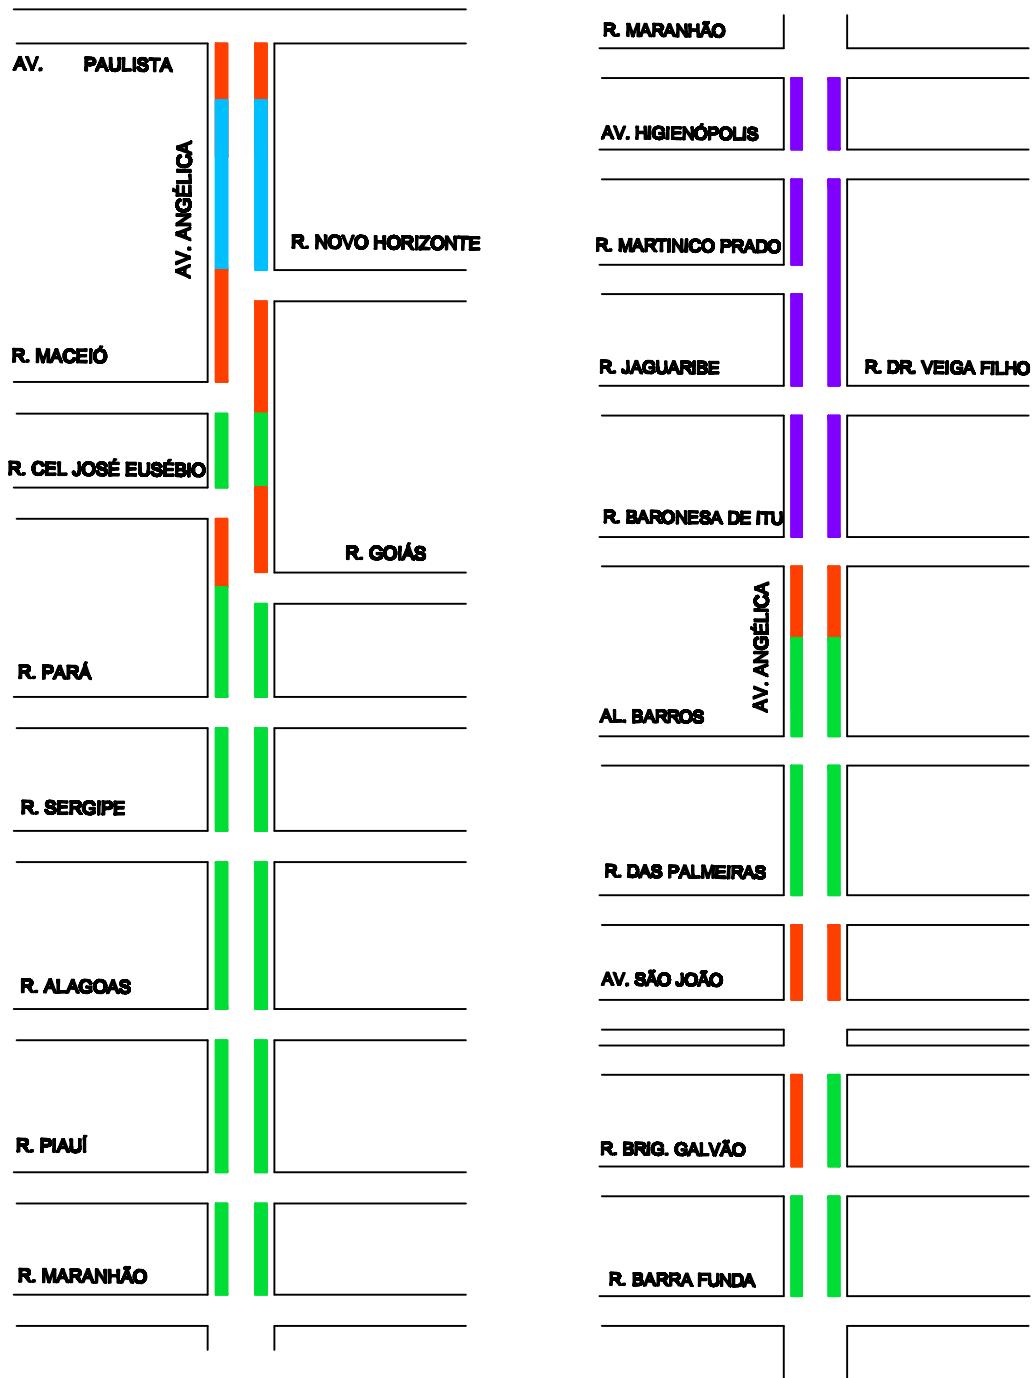 AV. PAULISTA
AV. ANGÉLICA
R. NOVO HORIZONTE
R. MACEIÓ
R. CEL JOSÉ EUSÉBIO
R. GOIÁS
R. PARÁ
R. SERGIPE
R. ALAGOAS
R. PIAUÍ
R. MARANHÃO
R. MARANHÃO
AV. HIGIENÓPOLIS
R. MARTINICO PRADO
R. JAGUARIBE
R. DR. VEIGA FILHO
R. BARONESA DE ITU
AV. ANGÉLICA
AL. BARROS
R. DAS PALMEIRAS
AV. SÃO JOÃO
R. BRIG. GALVÃO
R. BARRA FUNDA